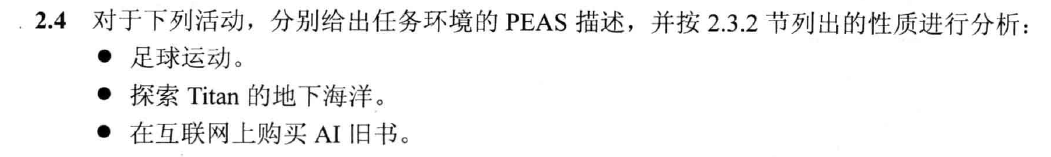 2.4 对于下列活动，分别给出任务环境的 PEAS 描述，并按 2.3.2 节列出的性质进行分析：
● 足球运动。
● 探索 Titan 的地下海洋。
● 在互联网上购买 AI 旧书。